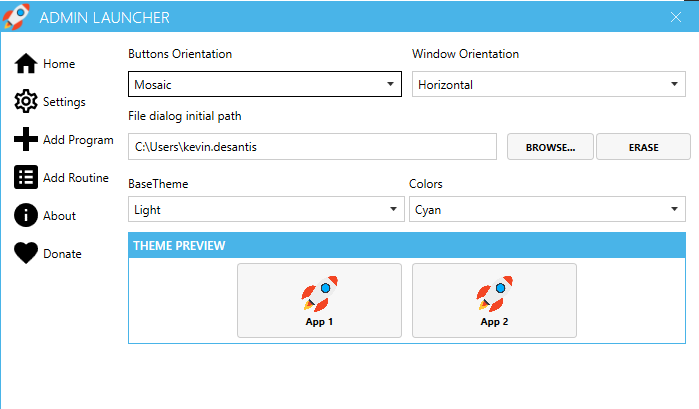 ADMIN LAUNCHER
Home
Settings
Add Program
Add Routine
About
Donate
Buttons Orientation
Window Orientation
Mosaic
Horizontal
File dialog initial path
C:\Users\kevin.desantis
BROWSE...
ERASE
BaseTheme
Colors
Light
Cyan
THEME PREVIEW
App 1
App 2